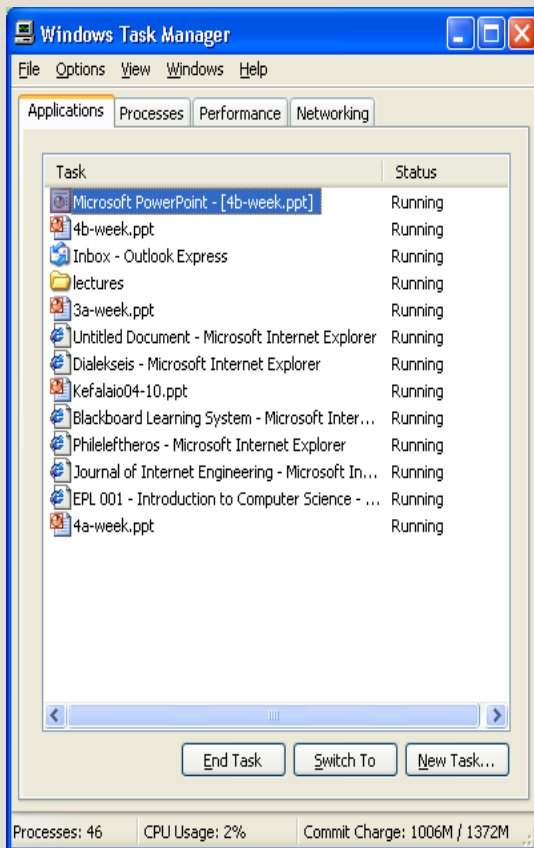 Windows Task Manager
File Options View Windows Help
Applications Processes Performance Networking
Task Status
Microsoft PowerPoint - [4b-week.ppt] Running
4b-week.ppt Running
Inbox - Outlook Express Running
lectures Running
3a-week.ppt Running
Untitled Document - Microsoft Internet Explorer Running
Dialekseis - Microsoft Internet Explorer Running
Kefalaio04-10.ppt Running
Blackboard Learning System - Microsoft Inter... Running
Phileleftheros - Microsoft Internet Explorer Running
Journal of Internet Engineering - Microsoft In... Running
EPL 001 - Introduction to Computer Science - ... Running
4a-week.ppt Running
End Task Switch To New Task...
Processes: 46 CPU Usage: 2% Commit Charge: 1006M / 1372M